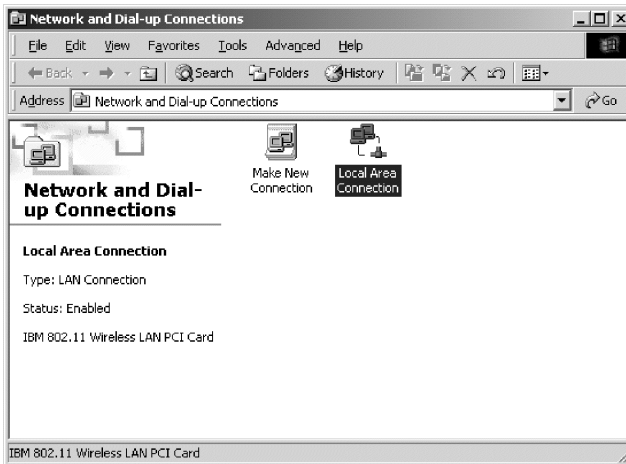 Network and Dial-up Connections
File Edit View Favorites Tools Advanced Help
Back Search Folders History
Address Network and Dial-up Connections Go
Make New
Connection
Local Area
Connection
Network and Dial-
up Connections
Local Area Connection
Type: LAN Connection
Status: Enabled
IBM 802.11 Wireless LAN PCI Card
IBM 802.11 Wireless LAN PCI Card